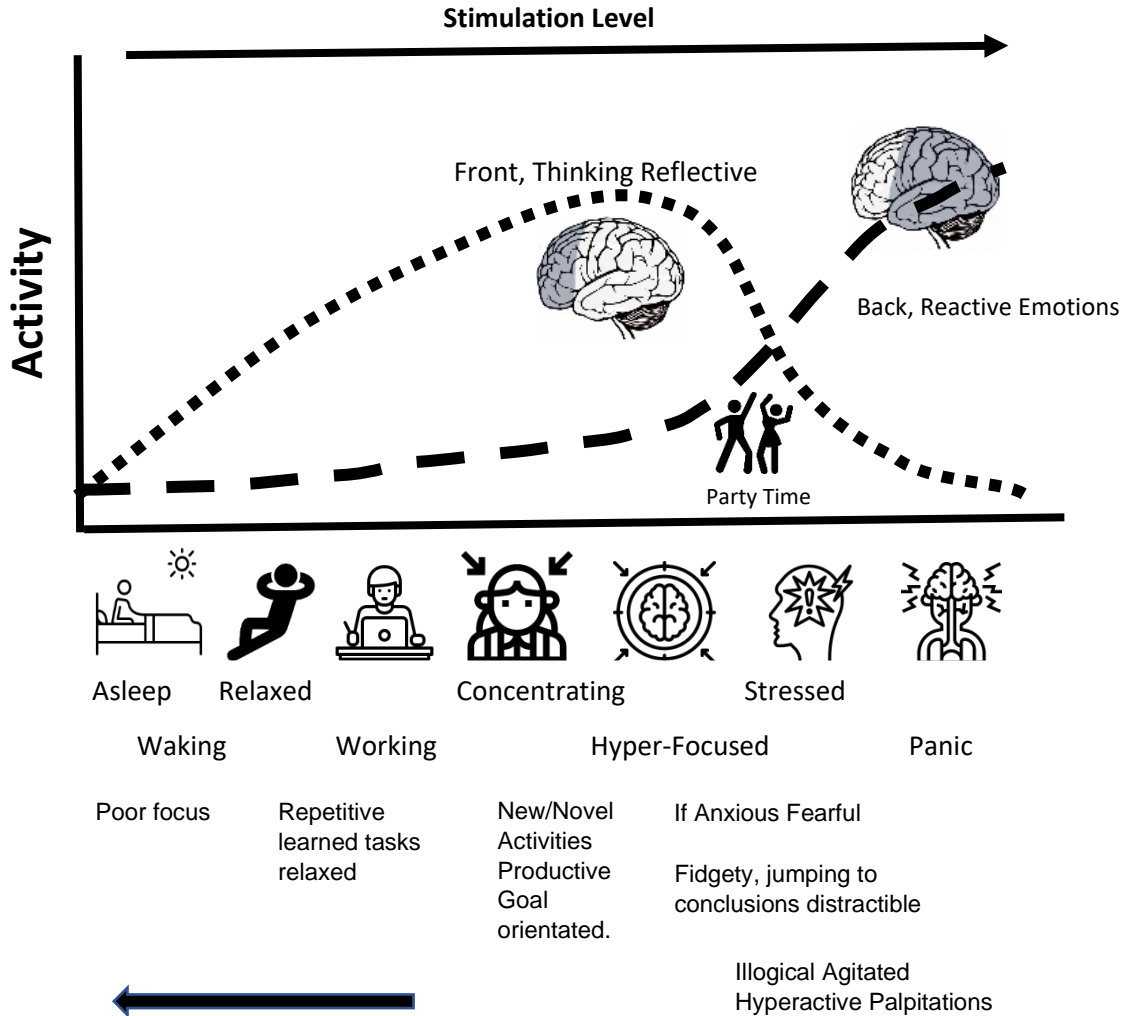 Stimulation Level
Activity
Front, Thinking Reflective
Back, Reactive Emotions
Party Time
Asleep
Relaxed
Concentrating
Stressed
Waking
Working
Hyper-Focused
Panic
Poor focus
Repetitive
learned tasks
relaxed
New/Novel
Activities
Productive
Goal
orientated.
If Anxious Fearful
Fidgety, jumping to
conclusions distractible
Illogical Agitated
Hyperactive Palpitations